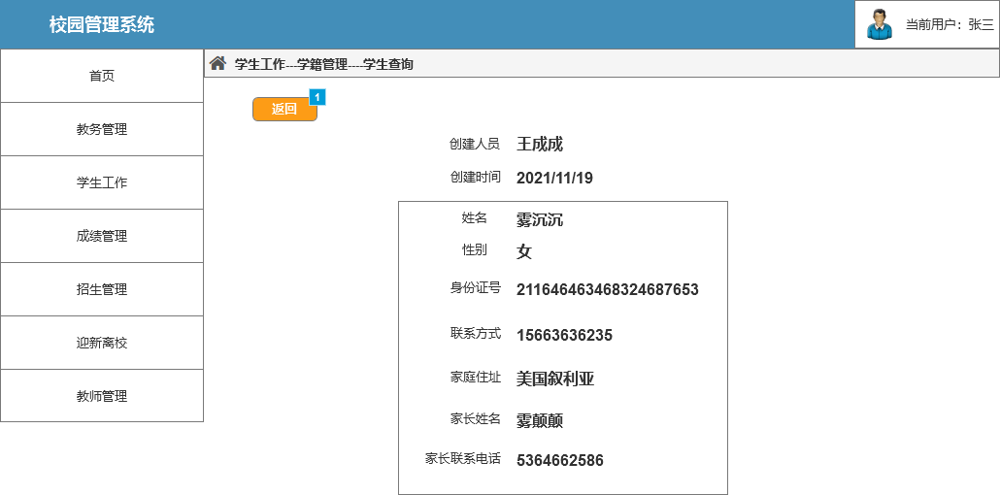 校园管理系统
当前用户：张三
首页
教务管理
学生工作
成绩管理
招生管理
迎新离校
教师管理
学生工作---学籍管理----学生查询
返回
1
创建人员 王成成
创建时间 2021/11/19
姓名 雾沉沉
性别 女
身份证号 211646463468324687653
联系方式 15663636235
家庭住址 美国叙利亚
家长姓名 雾颠颠
家长联系电话 5364662586